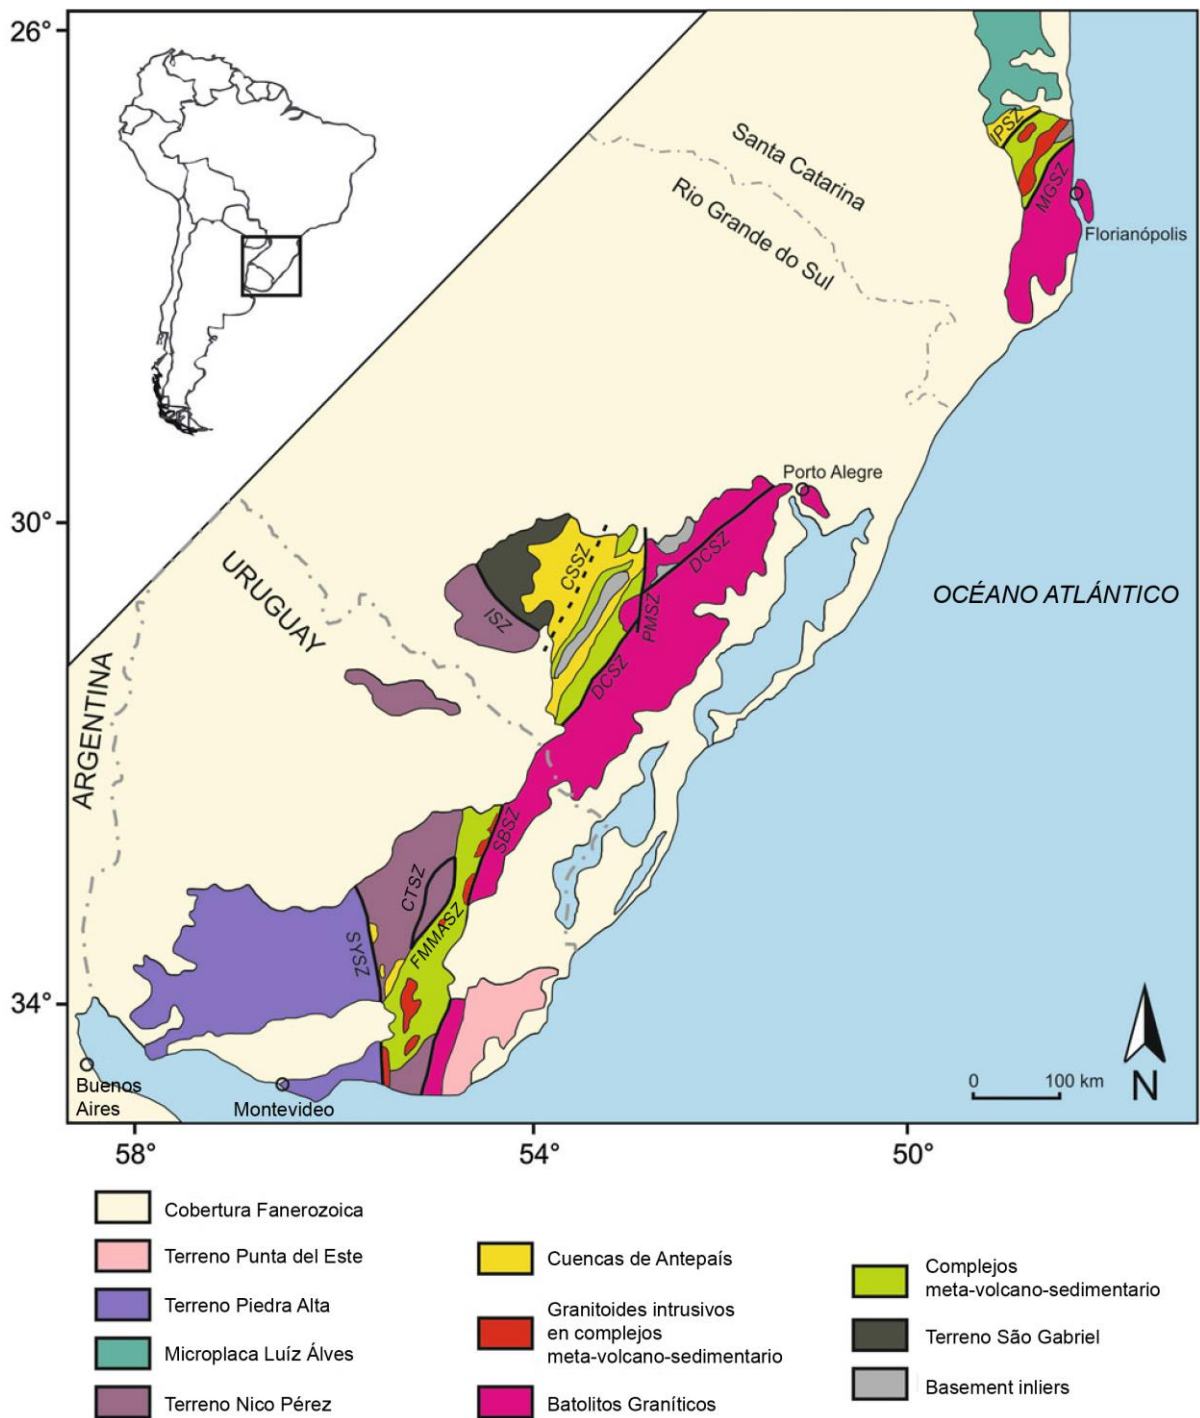 26°
30°
34°
58°
54°
50°
Santa Catarina
Rio Grande do Sul
IPSZ
MGSZ
Florianópolis
Porto Alegre
OCÉANO ATLÁNTICO
URUGUAY
ARGENTINA
CSSZ
ISZ
DCSZ
PMSZ
DCSZ
SBSZ
CTSZ
FMMASZ
SYSZ
Buenos
Aires
Montevideo
0 100 km
N
Cobertura Fanerozoica
Terreno Punta del Este
Terreno Piedra Alta
Microplaca Luíz Álves
Terreno Nico Pérez
Cuencas de Antepaís
Granitoides intrusivos
en complejos
meta-volcano-sedimentario
Batolitos Graníticos
Complejos
meta-volcano-sedimentario
Terreno São Gabriel
Basement inliers